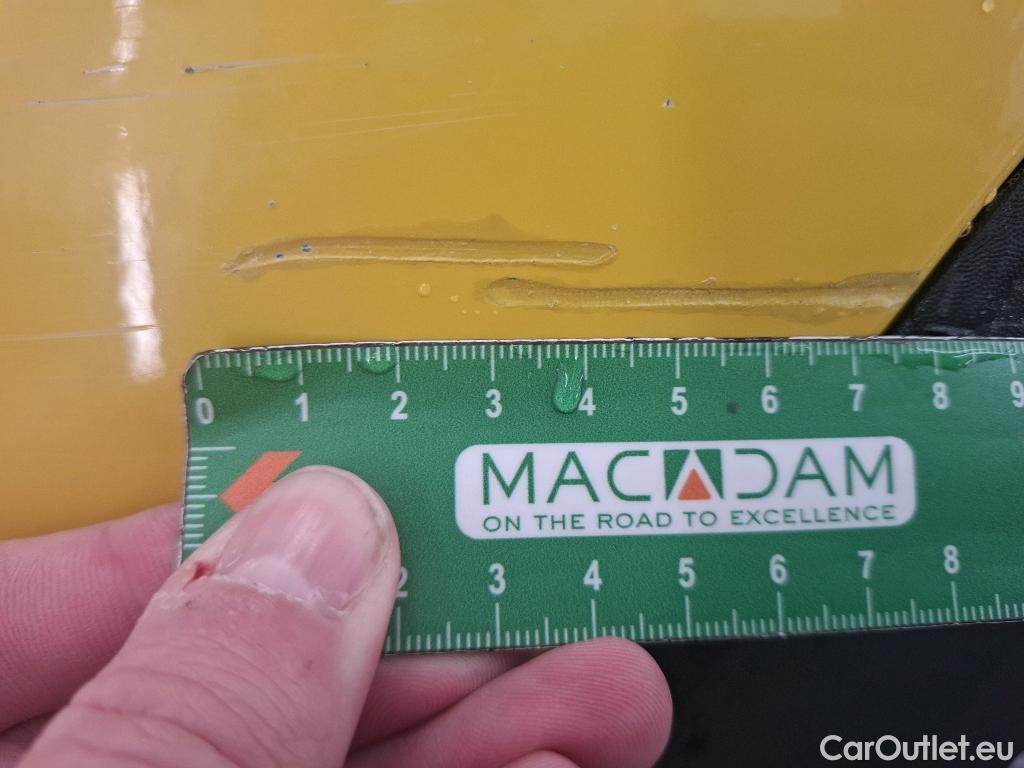 0 1 2 3 4 5 6 7 8 9
MACADAM
ON THE ROAD TO EXCELLENCE
2 3 4 5 6 7 8
CarOutlet.eu